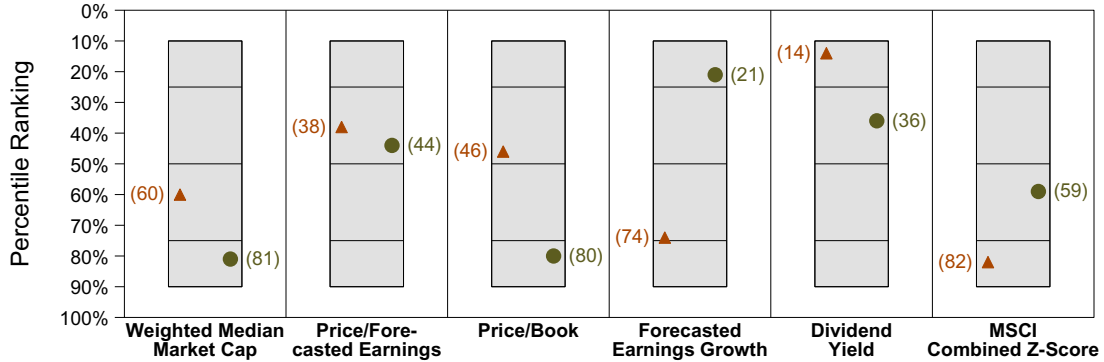 Percentile Ranking
0%
10%
20%
30%
40%
50%
60%
70%
80%
90%
100%
(60)
(81)
(38)
(44)
(46)
(80)
(74)
(21)
(14)
(36)
(82)
(59)
Weighted Median
Market Cap
Price/Fore-
casted Earnings
Price/Book
Forecasted
Earnings Growth
Dividend
Yield
MSCI
Combined Z-Score